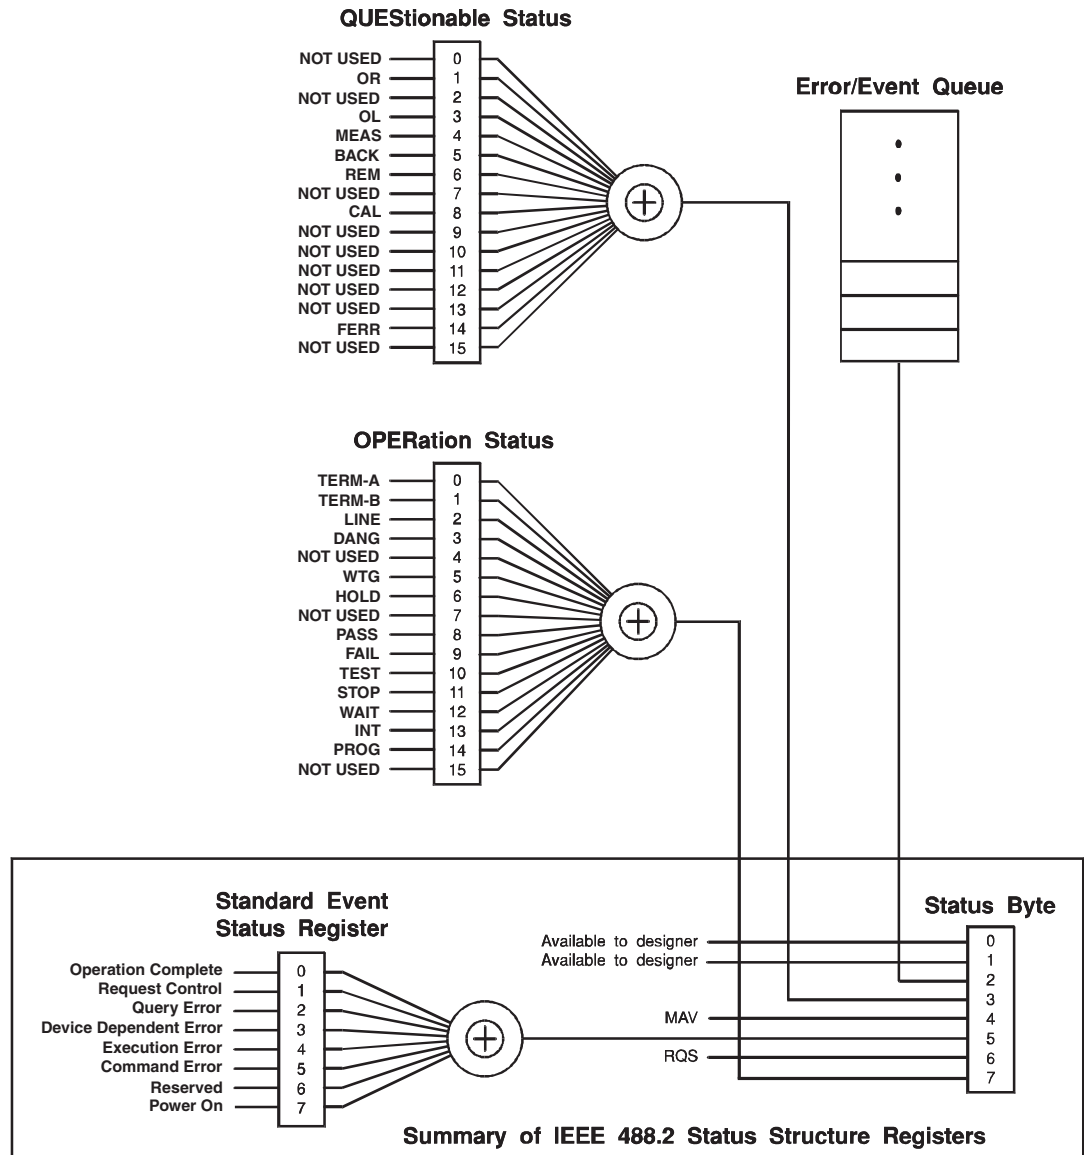 QUEStionable Status
NOT USED 0
OR 1
NOT USED 2
OL 3
MEAS 4
BACK 5
REM 6
NOT USED 7
CAL 8
NOT USED 9
NOT USED 10
NOT USED 11
NOT USED 12
NOT USED 13
FERR 14
NOT USED 15
+
Error/Event Queue
OPERation Status
TERM-A 0
TERM-B 1
LINE 2
DANG 3
NOT USED 4
WTG 5
HOLD 6
NOT USED 7
PASS 8
FAIL 9
TEST 10
STOP 11
WAIT 12
INT 13
PROG 14
NOT USED 15
+
Standard Event
Status Register
Operation Complete 0
Request Control 1
Query Error 2
Device Dependent Error 3
Execution Error 4
Command Error 5
Reserved 6
Power On 7
+
Status Byte
Available to designer 0
Available to designer 1
2
3
MAV 4
5
RQS 6
7
Summary of IEEE 488.2 Status Structure Registers